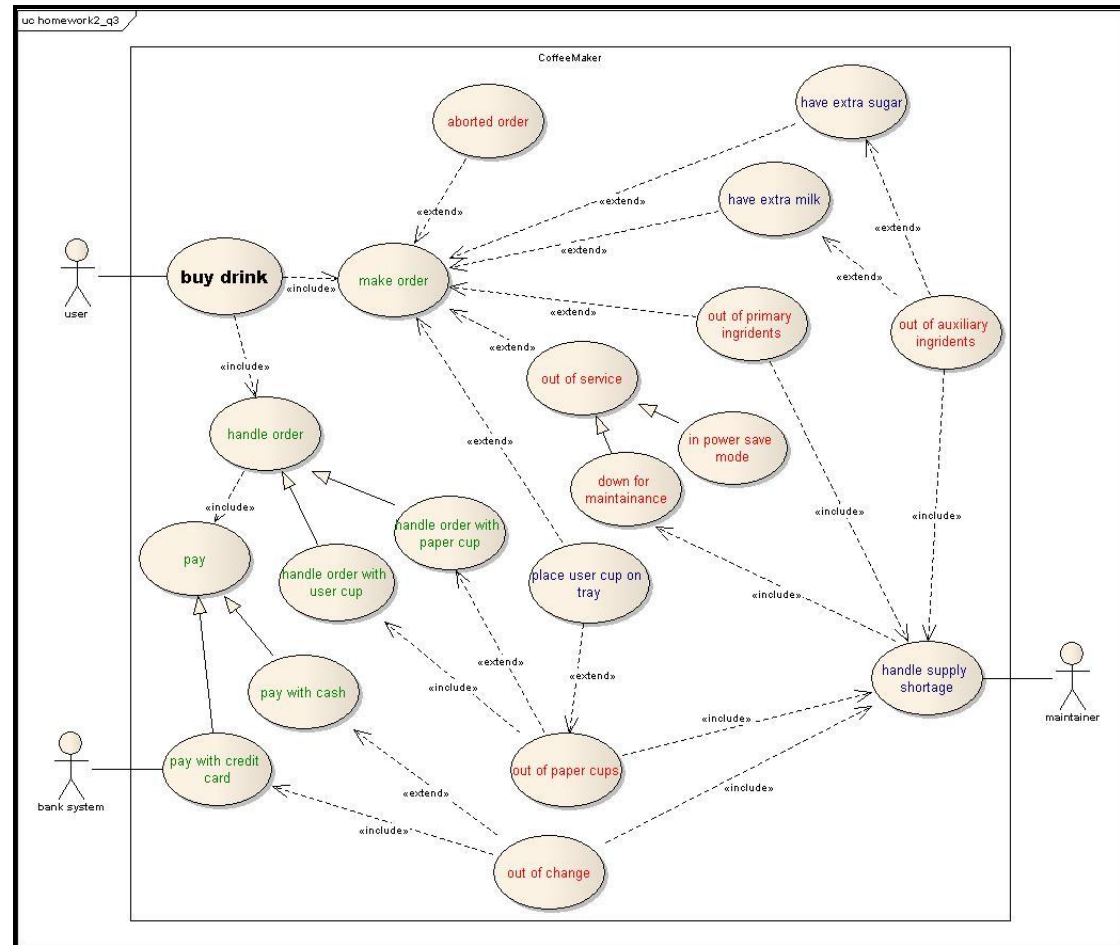 uc homework2_q3
CoffeeMaker
have extra sugar
aborted order
have extra milk
«extend»
«extend»
«extend»
«extend»
«extend»
user
buy drink
«include»
make order
«extend»
out of primary
ingridents
out of auxiliary
ingridents
«extend»
out of service
«include»
handle order
«extend»
in power save
mode
down for
maintainance
«include»
handle order with
paper cup
«include»
«include»
pay
handle order with
user cup
place user cup on
tray
«include»
handle supply
shortage
maintainer
«extend»
«extend»
«include»
pay with cash
«include»
bank system
pay with credit
card
out of paper cups
«extend»
«include»
«include»
out of change